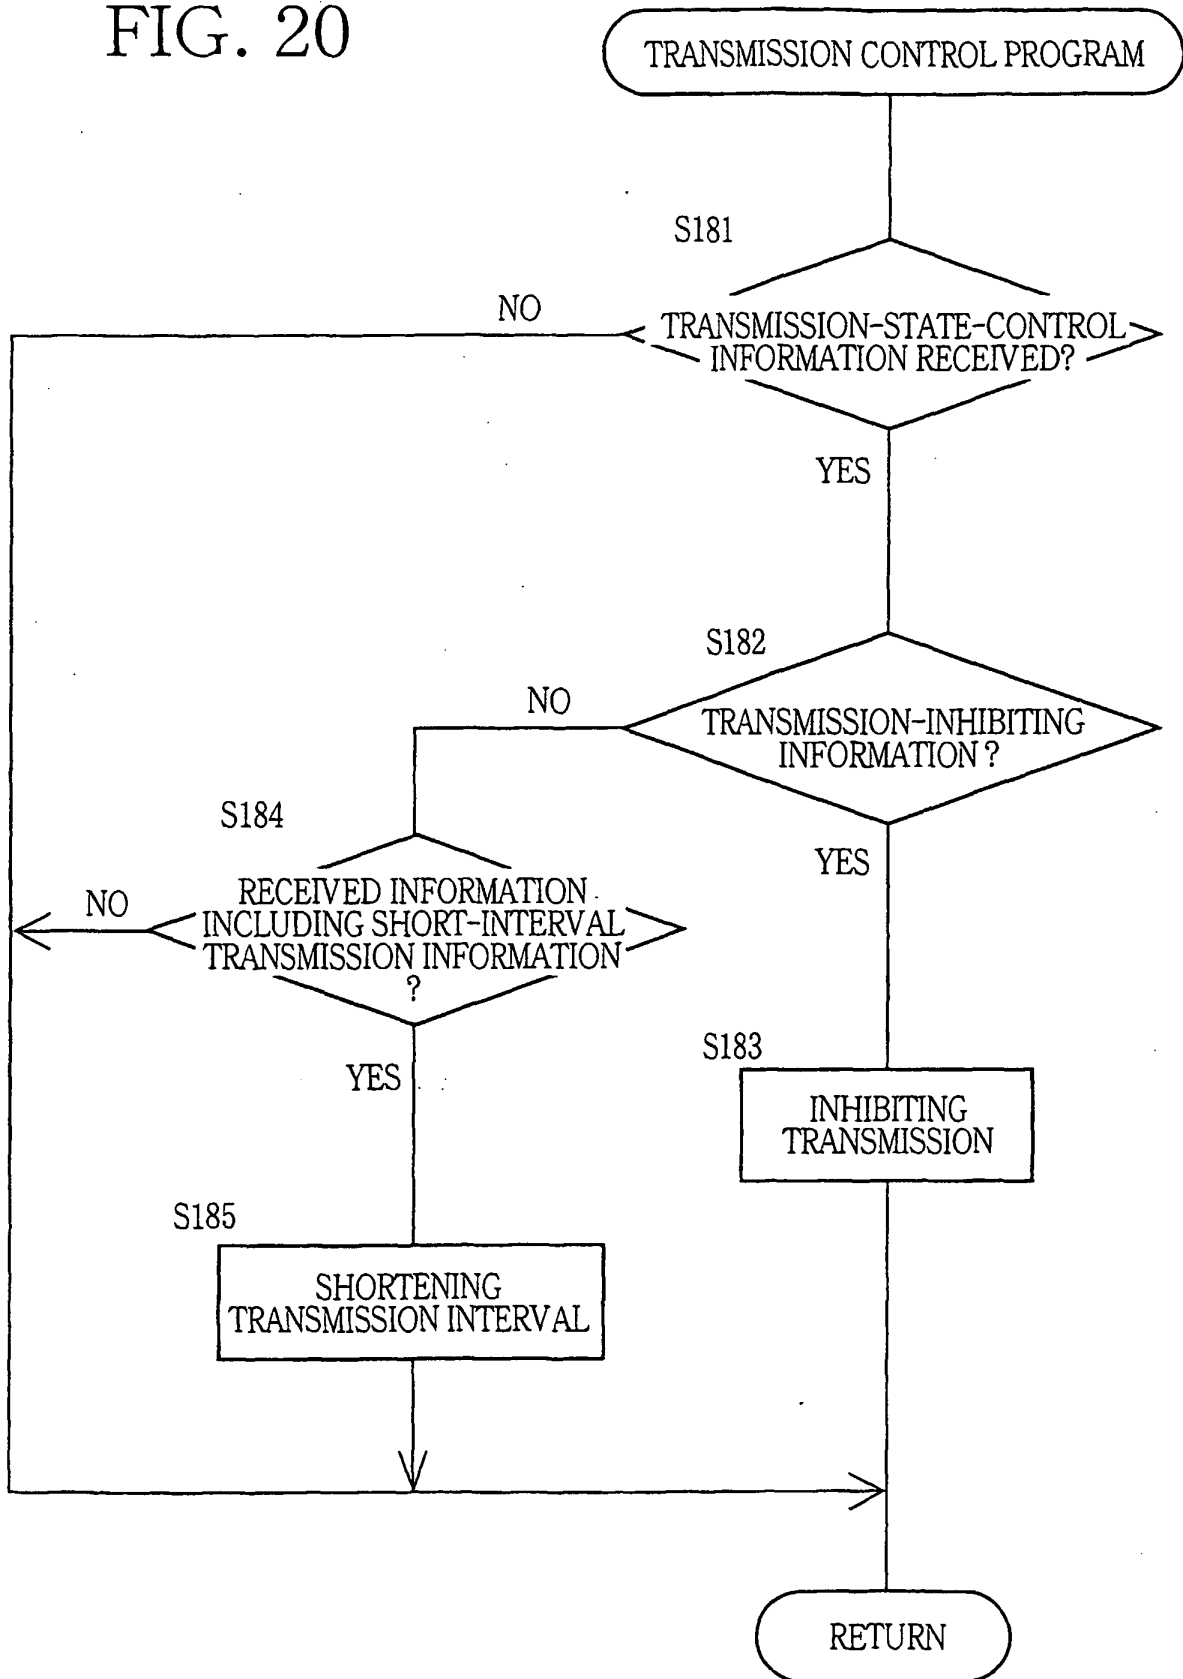 FIG. 20
TRANSMISSION CONTROL PROGRAM
S181
NO
TRANSMISSION-STATE-CONTROL
INFORMATION RECEIVED?
YES
S182
NO
TRANSMISSION-INHIBITING
INFORMATION?
S184
YES
RECEIVED INFORMATION
INCLUDING SHORT-INTERVAL
TRANSMISSION INFORMATION
?
NO
S183
YES
INHIBITING
TRANSMISSION
S185
SHORTENING
TRANSMISSION INTERVAL
RETURN